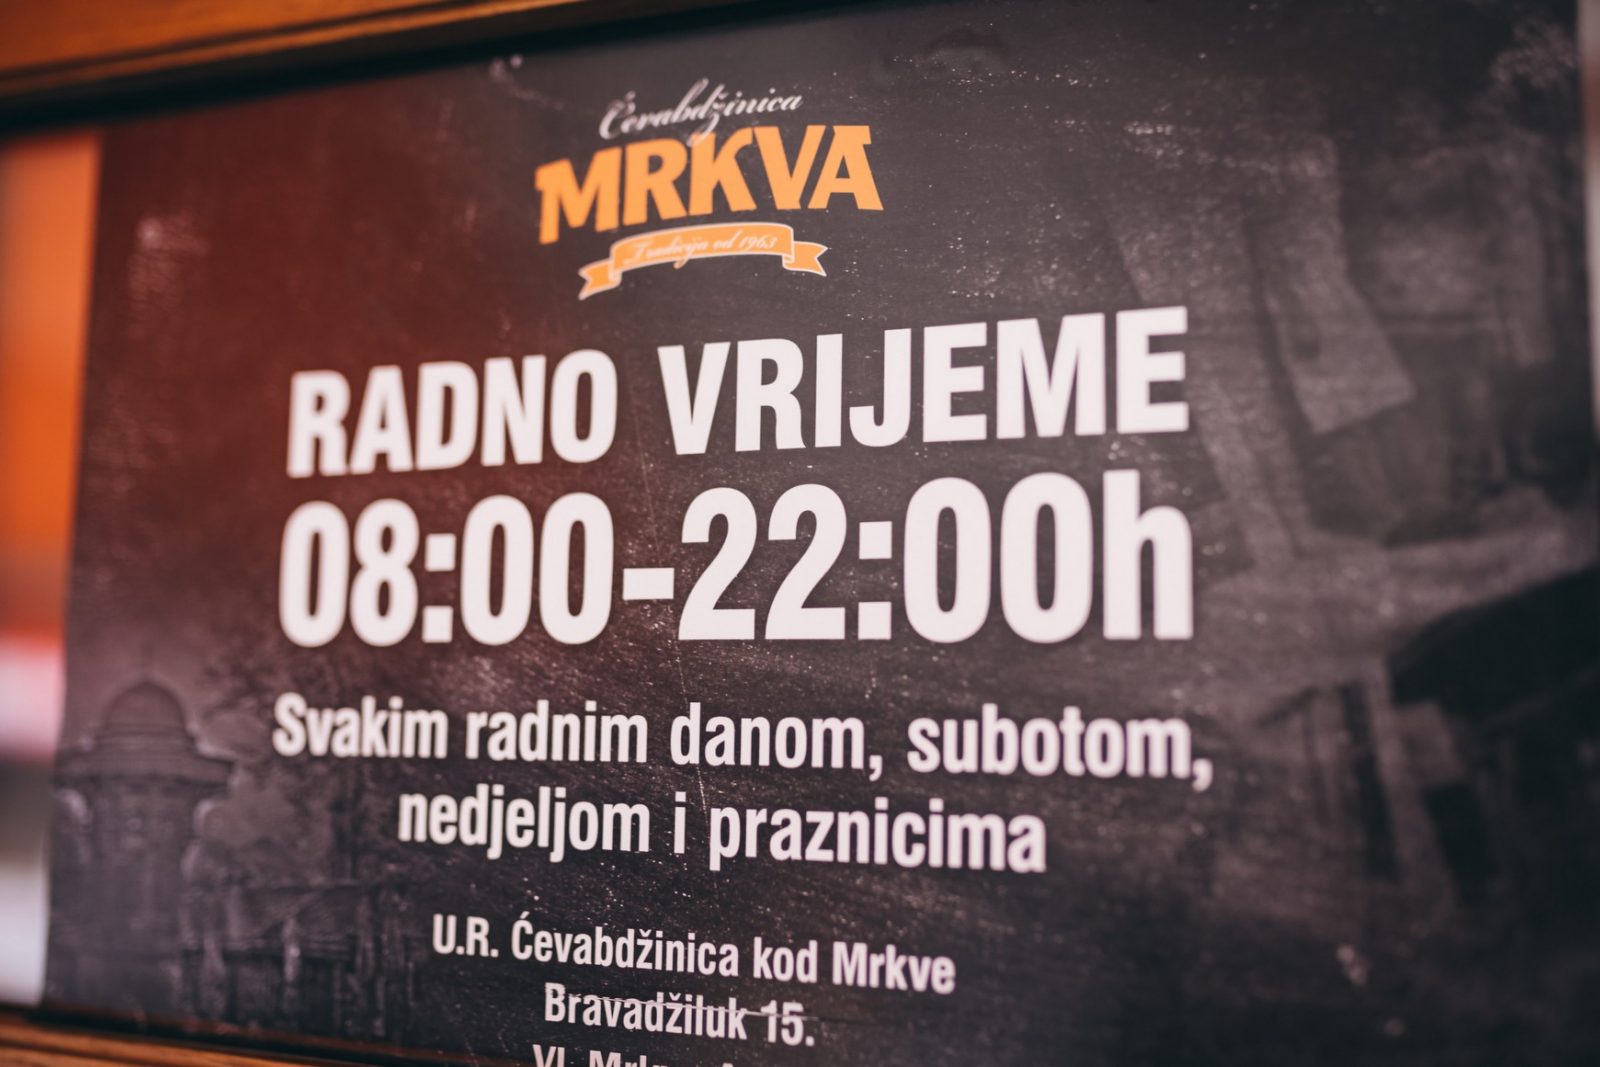 Ćevabdžinica
MRKVA
Tradicija od 1963
RADNO VRIJEME
08:00-22:00h
Svakim radnim danom, subotom,
nedjeljom i praznicima
U.R. Ćevabdžinica kod Mrkve
Bravadžiluk 15.